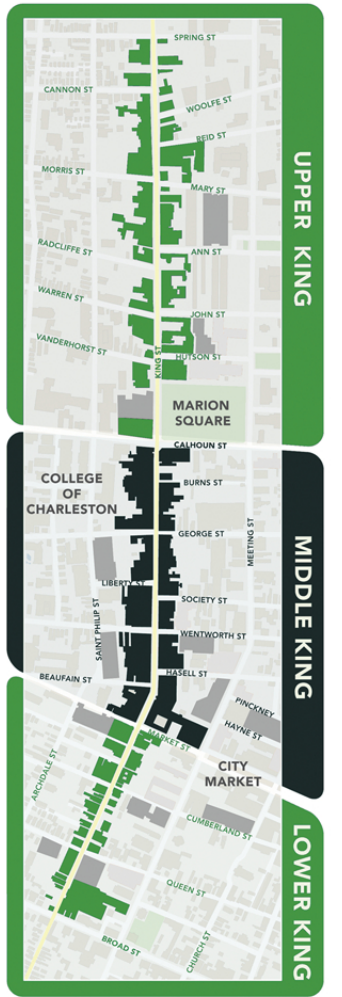 SPRING ST
CANNON ST
WOOLFE ST
REID ST
MORRIS ST
MARY ST
UPPER KING
RADCLIFFE ST
ANN ST
WARREN ST
JOHN ST
VANDERHORST ST
KING ST
HUTSON ST
MARION
SQUARE
CALHOUN ST
COLLEGE
OF
CHARLESTON
BURNS ST
GEORGE ST
MEETING ST
MIDDLE KING
LIBERTY ST
SAINT PHILIP ST
SOCIETY ST
WENTWORTH ST
HASELL ST
BEAUFAIN ST
PINCKNEY
HAYNE ST
MARKET ST
CITY
MARKET
ARCHDALE ST
CUMBERLAND ST
LOWER KING
QUEEN ST
BROAD ST
CHURCH ST